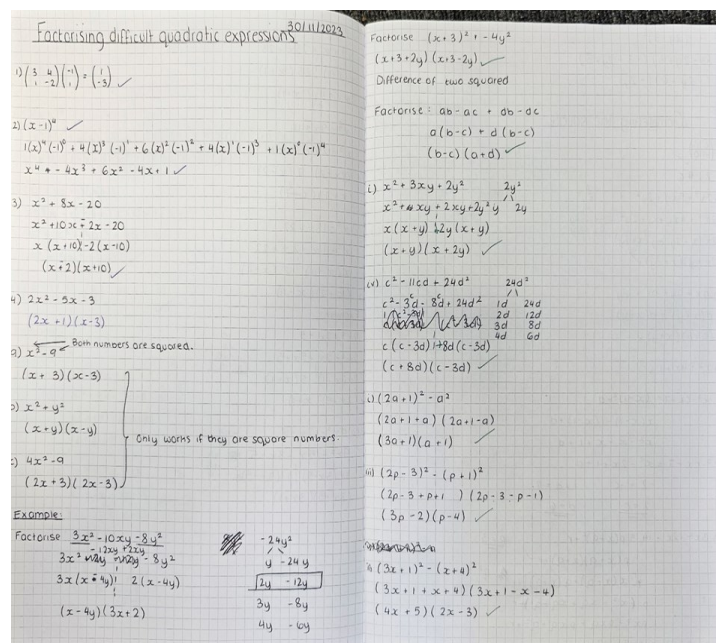 Factorising difficult quadratic expressions 30/11/2023
1) (3 4 / 1 -2) (-1 / 1) = (1 / -3) ✓
2) (x-1)⁴ ✓
1(x)⁴(-1)⁰ + 4(x)³(-1)¹ + 6(x)²(-1)² + 4(x)¹(-1)³ + 1(x)⁰(-1)⁴
x⁴ + - 4x³ + 6x² - 4x + 1 ✓
3) x² + 8x - 20
x² + 10x - 2x - 20
x (x+10) - 2(x-10)
(x-2)(x+10) ✓
4) 2x² - 5x - 3
(2x + 1)(x-3)
a) x² - 9 ← Both numbers are squared.
(x + 3)(x-3)
b) x² + y²
(x+y)(x-y)
Only works if they are square numbers.
c) 4x² - 9
(2x+3)(2x-3)
Example:
Factorise 3x² - 10xy - 8y²
-12xy + 2xy
3x² - 8y²
3x(x - 4y) 2(x-4y)
(x-4y)(3x+2)
-24y²
y -24y
2y -12y
3y -8y
4y -6y
Factorise (x+3)² + - 4y²
(x+3+2y)(x+3-2y) ✓
Difference of two squared
Factorise: ab - ac + db - dc
a(b-c) + d(b-c)
(b-c)(a+d) ✓
i) x² + 3xy + 2y² 2y²
x² + xy + 2xy + 2y² y 2y
x(x+y) + 2y(x+y)
(x+y)(x+2y) ✓
iv) c² - 11cd + 24d² 24d²
c² - 3cd - 8cd + 24d² 1d 24d
2d 12d
3d 8d
4d 6d
c(c-3d) + 8d(c-3d)
(c+8d)(c-3d) ✓
i) (2a+1)² - a²
(2a+1+a)(2a+1-a)
(3a+1)(a+1) ✓
iii) (2p-3)² - (p+1)²
(2p-3+p+1)(2p-3-p-1)
(3p-2)(p-4) ✓
(3x+1)² - (x+4)²
(3x+1+x+4)(3x+1-x-4)
(4x+5)(2x-3) ✓